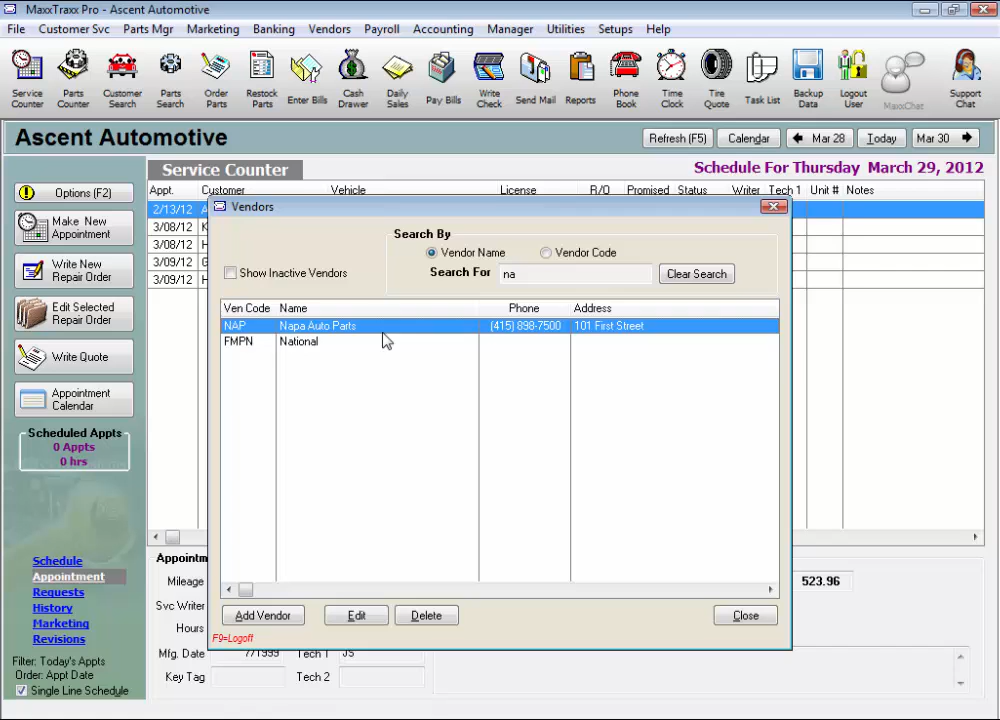 MaxxTraxx Pro - Ascent Automotive
File Customer Svc Parts Mgr Marketing Banking Vendors Payroll Accounting Manager Utilities Setups Help
Service Counter Parts Counter Customer Search Parts Search Order Parts Restock Parts Enter Bills Cash Drawer Daily Sales Pay Bills Write Check Send Mail Reports Phone Book Time Clock Tire Quote Task List Backup Data Logout User MaxxChat Support Chat
Ascent Automotive
Refresh (F5) Calendar Mar 28 Today Mar 30
Service Counter
Schedule For Thursday March 29, 2012
Options (F2)
Make New Appointment
Write New Repair Order
Edit Selected Repair Order
Write Quote
Appointment Calendar
Scheduled Appts
0 Appts
0 hrs
Schedule
Appointment
Requests
History
Marketing
Revisions
Filter: Today's Appts
Order: Appt Date
Single Line Schedule
Appt. Customer Vehicle License R/O Promised Status Writer Tech 1 Unit # Notes
2/13/12 A
3/08/12 K
3/08/12 H
3/09/12 G
3/09/12 H
Vendors
Search By
Vendor Name Vendor Code
Show Inactive Vendors
Search For na Clear Search
Ven Code Name Phone Address
NAP Napa Auto Parts (415) 898-7500 101 First Street
FMPN National
Add Vendor Edit Delete Close
F9=Logoff
Appointm
Mileage 523.96
Svc Writer
Hours
Mfg. Date 7/1999 Tech 1 JS
Key Tag Tech 2